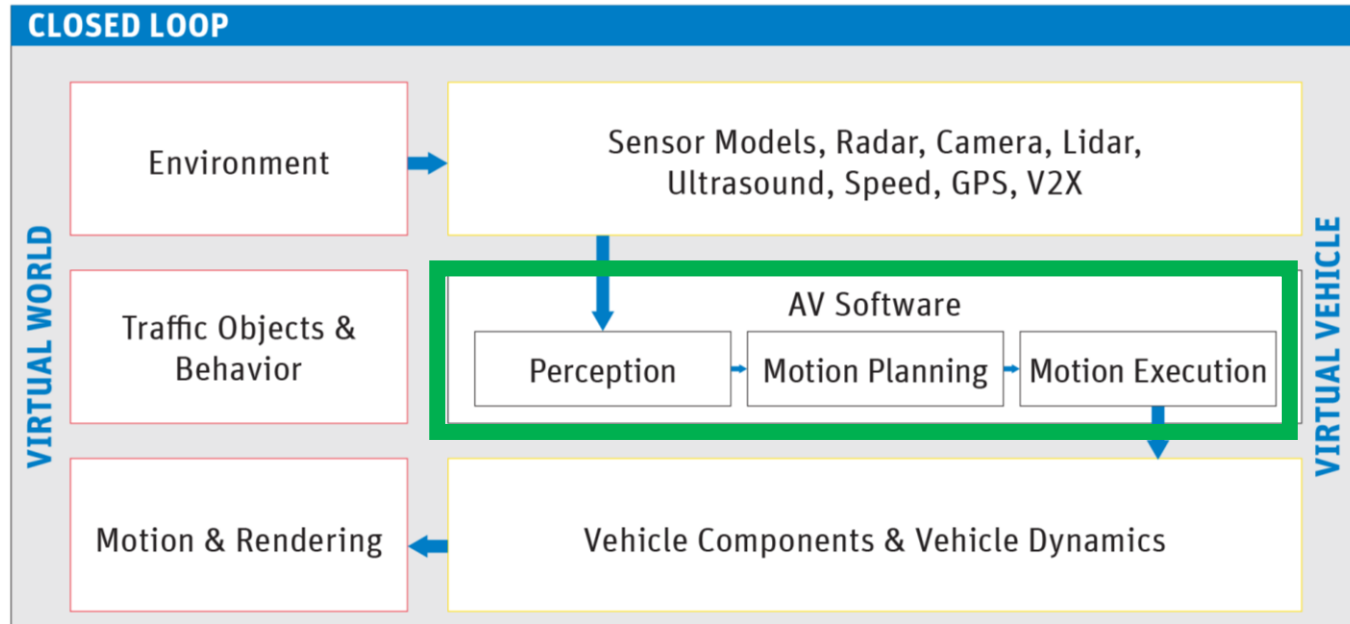 CLOSED LOOP
VIRTUAL WORLD
Environment
Sensor Models, Radar, Camera, Lidar,
Ultrasound, Speed, GPS, V2X
Traffic Objects &
Behavior
AV Software
Perception
Motion Planning
Motion Execution
Motion & Rendering
Vehicle Components & Vehicle Dynamics
VIRTUAL VEHICLE